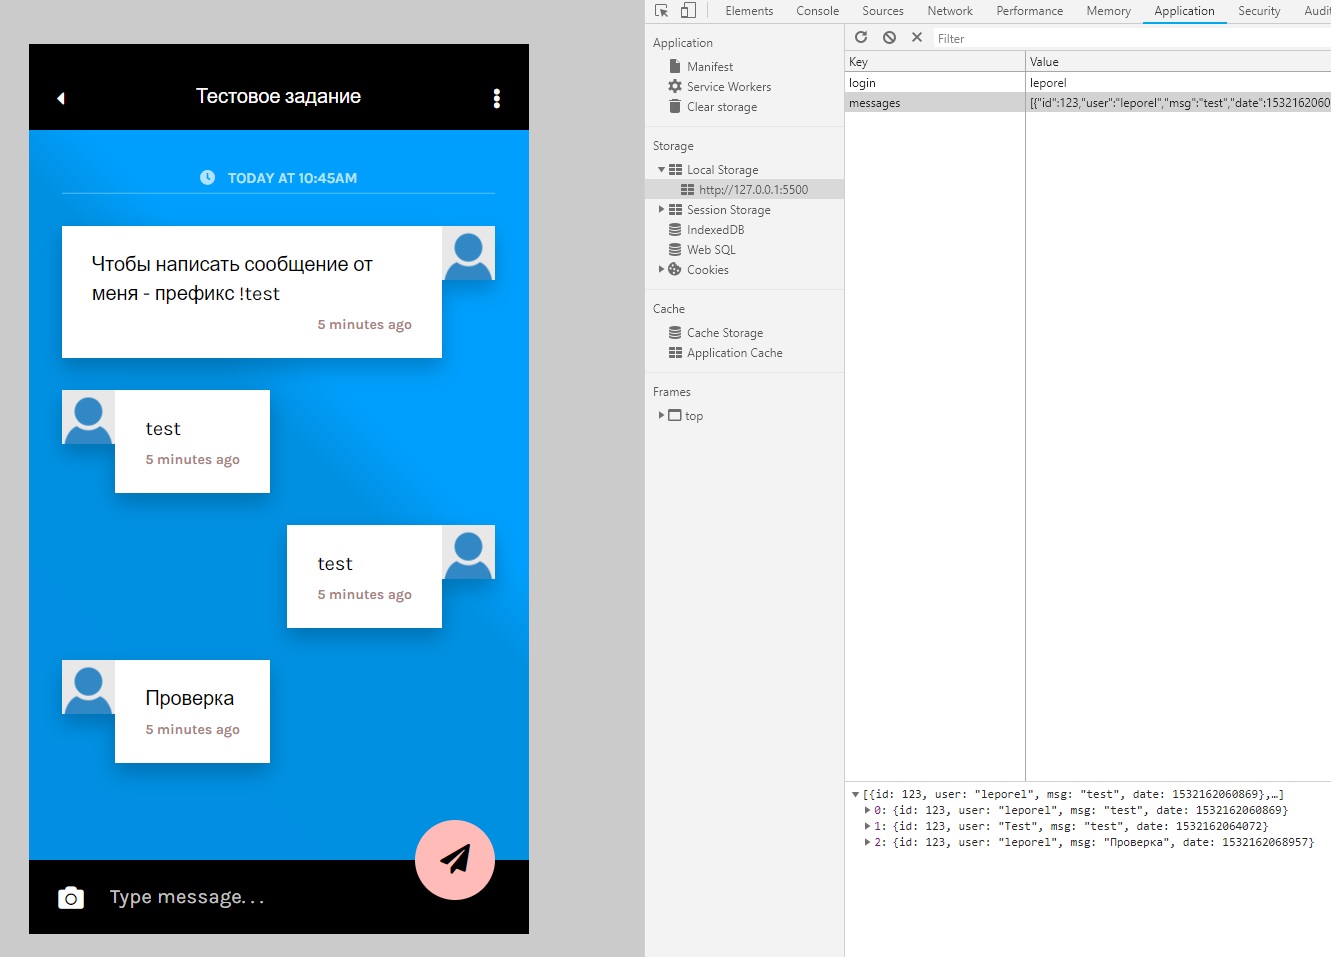 Тестовое задание
TODAY AT 10:45AM
Чтобы написать сообщение от
меня - префикс !test
5 minutes ago
test
5 minutes ago
test
5 minutes ago
Проверка
5 minutes ago
Type message...
Elements Console Sources Network Performance Memory Application Security Audit
Application
Manifest
Service Workers
Clear storage
Storage
Local Storage
http://127.0.0.1:5500
Session Storage
IndexedDB
Web SQL
Cookies
Cache
Cache Storage
Application Cache
Frames
top
Filter
Key Value
login leporel
messages [{"id":123,"user":"leporel","msg":"test","date":1532162060
[{id: 123, user: "leporel", msg: "test", date: 1532162060869},…]
0: {id: 123, user: "leporel", msg: "test", date: 1532162060869}
1: {id: 123, user: "Test", msg: "test", date: 1532162064072}
2: {id: 123, user: "leporel", msg: "Проверка", date: 1532162068957}